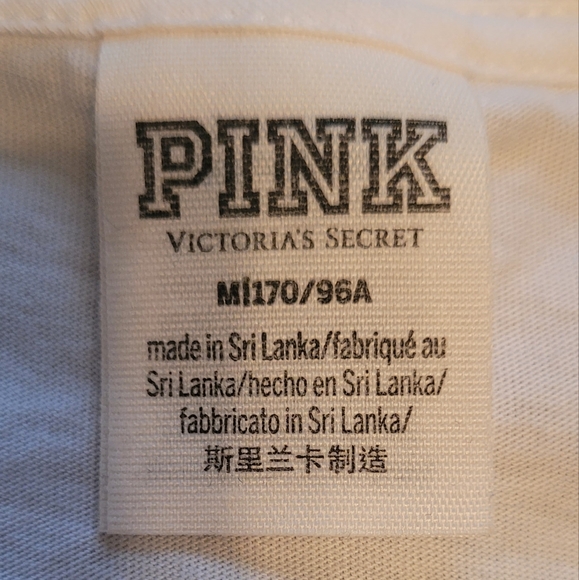 PINK
VICTORIA'S SECRET
M|170/96A
made in Sri Lanka/fabriqué au
Sri Lanka/hecho en Sri Lanka/
fabbricato in Sri Lanka/
斯里兰卡制造